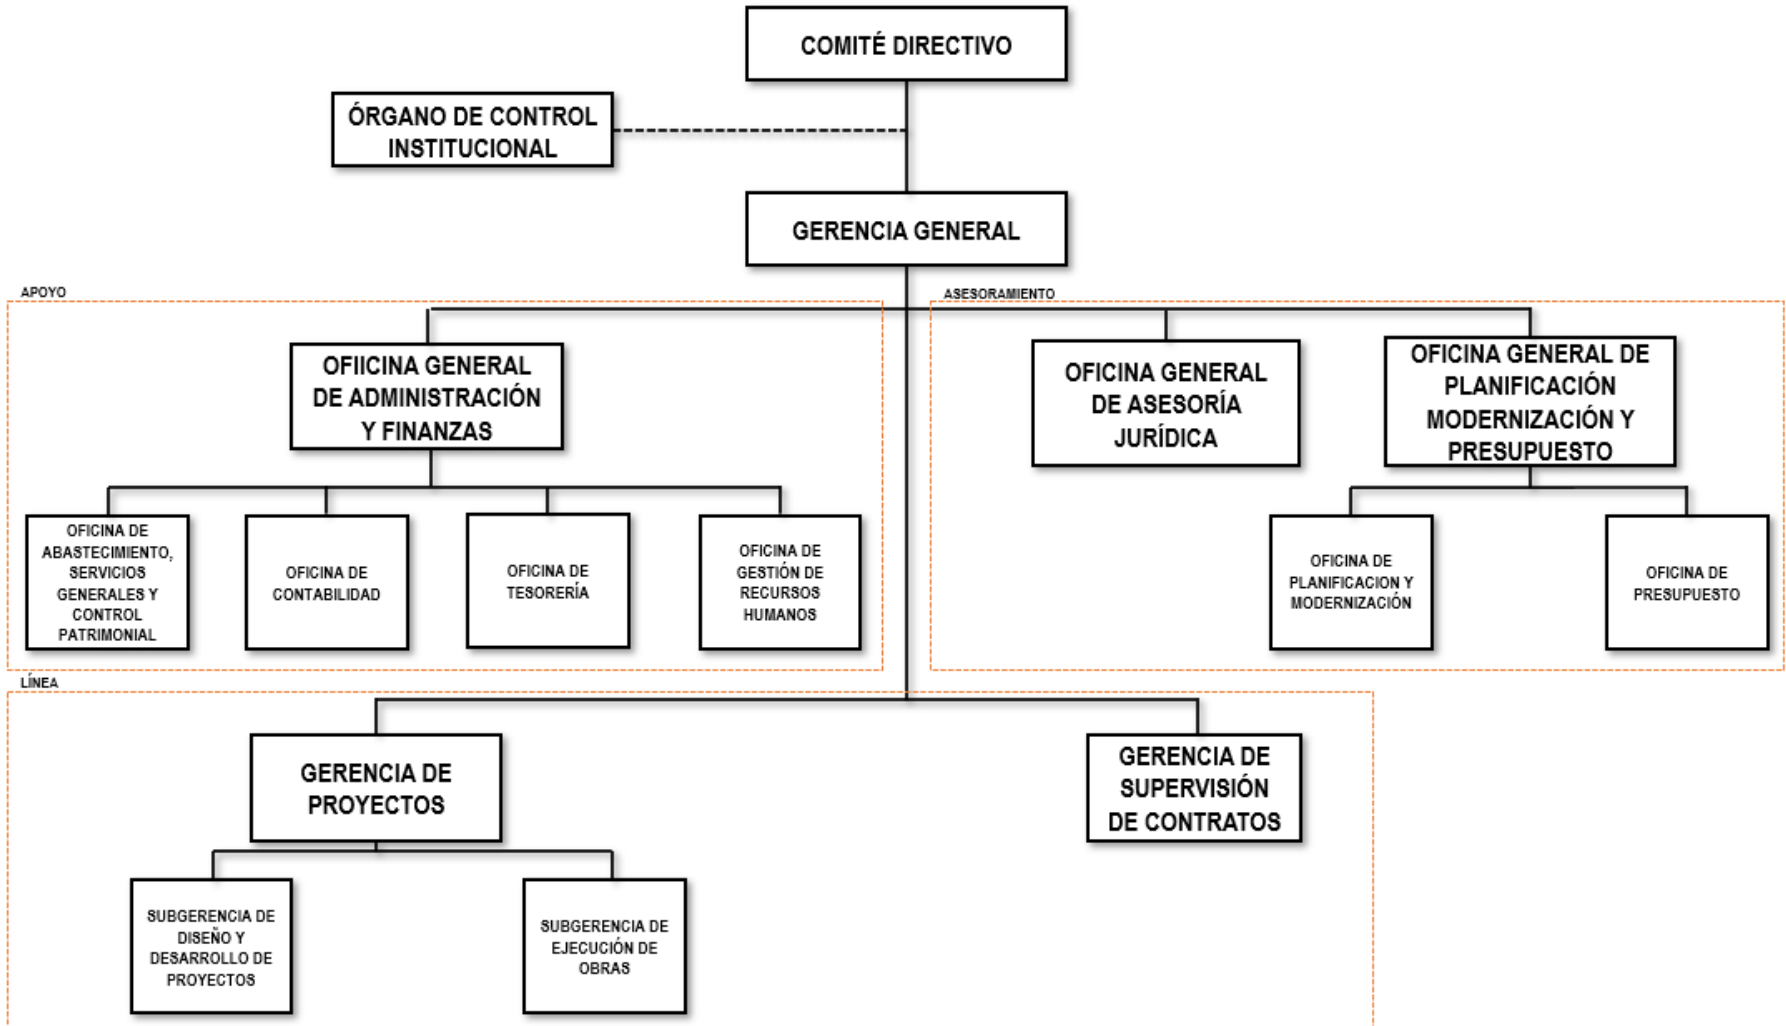 COMITÉ DIRECTIVO
ÓRGANO DE CONTROL
INSTITUCIONAL
GERENCIA GENERAL
APOYO
ASESORAMIENTO
OFIICINA GENERAL
DE ADMINISTRACIÓN
Y FINANZAS
OFICINA GENERAL
DE ASESORÍA
JURÍDICA
OFICINA GENERAL DE
PLANIFICACIÓN
MODERNIZACIÓN Y
PRESUPUESTO
OFICINA DE
ABASTECIMIENTO,
SERVICIOS
GENERALES Y
CONTROL
PATRIMONIAL
OFICINA DE
CONTABILIDAD
OFICINA DE
TESORERÍA
OFICINA DE
GESTIÓN DE
RECURSOS
HUMANOS
OFICINA DE
PLANIFICACION Y
MODERNIZACIÓN
OFICINA DE
PRESUPUESTO
LÍNEA
GERENCIA DE
PROYECTOS
GERENCIA DE
SUPERVISIÓN
DE CONTRATOS
SUBGERENCIA DE
DISEÑO Y
DESARROLLO DE
PROYECTOS
SUBGERENCIA DE
EJECUCIÓN DE
OBRAS